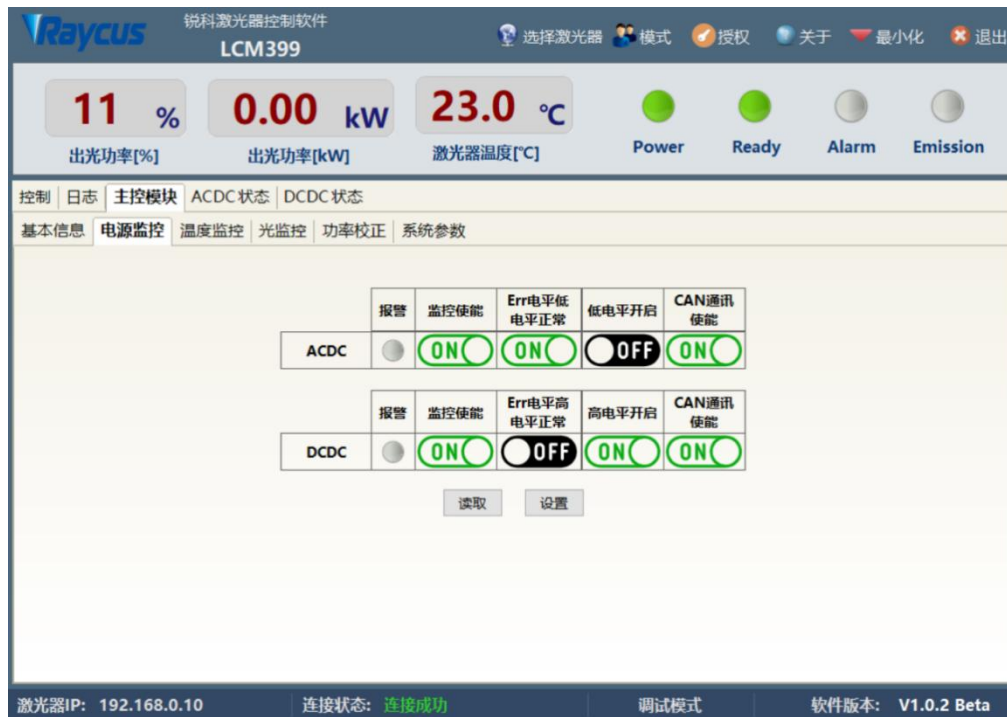 Raycus
锐科激光器控制软件
LCM399
选择激光器 模式 授权 关于 最小化 退出
11 % 0.00 kW 23.0 ℃
出光功率[%] 出光功率[kW] 激光器温度[℃] Power Ready Alarm Emission
控制 日志 主控模块 ACDC状态 DCDC状态
基本信息 电源监控 温度监控 光监控 功率校正 系统参数
报警 监控使能 Err电平低电平正常 低电平开启 CAN通讯使能
ACDC ON ON OFF ON
报警 监控使能 Err电平高电平正常 高电平开启 CAN通讯使能
DCDC ON OFF ON ON
读取 设置
激光器IP: 192.168.0.10 连接状态: 连接成功 调试模式 软件版本: V1.0.2 Beta